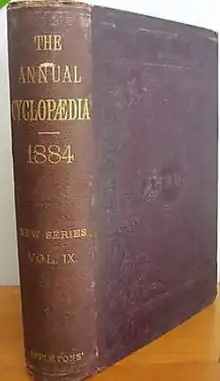 THE
ANNUAL
CYCLOPÆDIA
1884
NEW SERIES
VOL. IX.
APPLETONS'